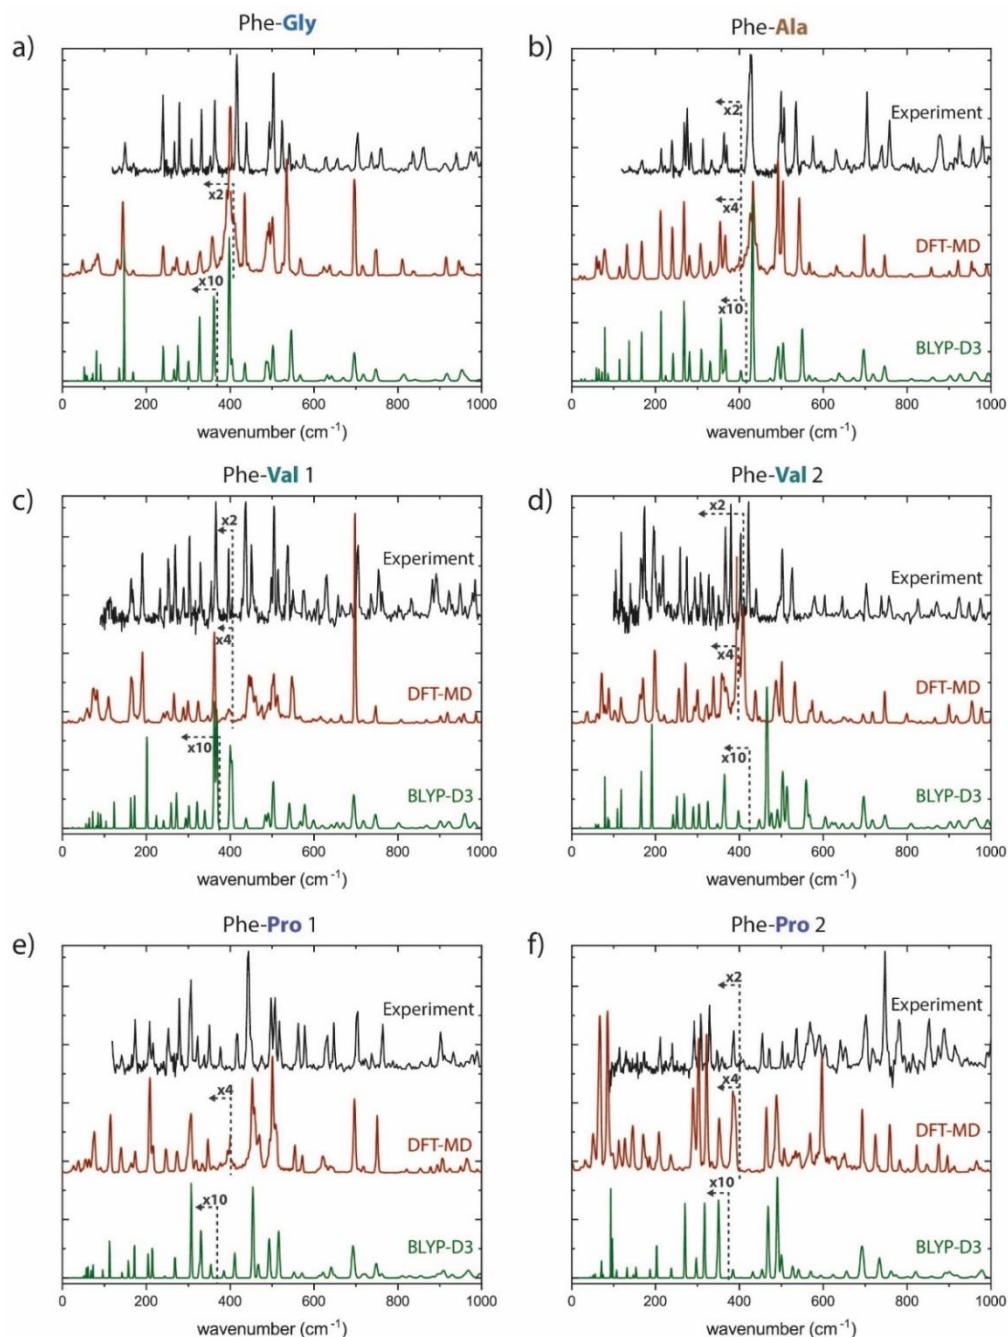 a) Phe-Gly
Experiment
x2
DFT-MD
x10
BLYP-D3
0 200 400 600 800 1000
wavenumber (cm⁻¹)
b) Phe-Ala
x2
Experiment
x4
DFT-MD
x10
BLYP-D3
0 200 400 600 800 1000
wavenumber (cm⁻¹)
c) Phe-Val 1
x2
Experiment
x4
DFT-MD
x10
BLYP-D3
0 200 400 600 800 1000
wavenumber (cm⁻¹)
d) Phe-Val 2
x2
Experiment
x4
DFT-MD
x10
BLYP-D3
0 200 400 600 800 1000
wavenumber (cm⁻¹)
e) Phe-Pro 1
Experiment
x4
DFT-MD
x10
BLYP-D3
0 200 400 600 800 1000
wavenumber (cm⁻¹)
f) Phe-Pro 2
x2
Experiment
x4
DFT-MD
x10
BLYP-D3
0 200 400 600 800 1000
wavenumber (cm⁻¹)